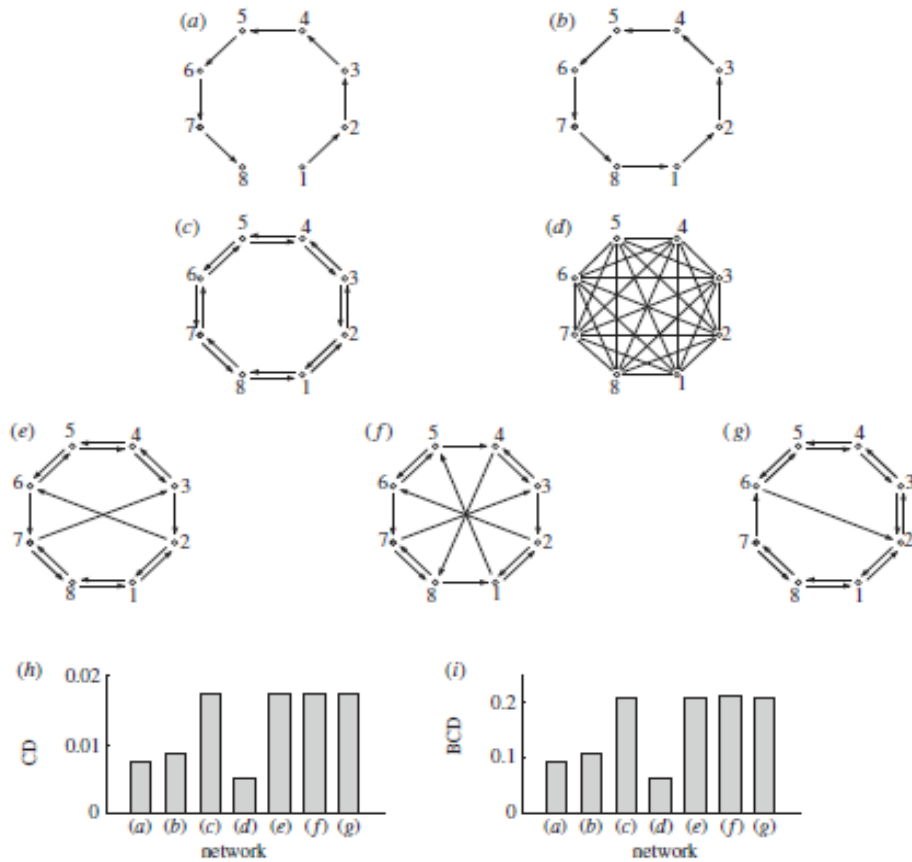 (a) 5 4
6 3
7 2
8 1
(b) 5 4
6 3
7 2
8 1
(c) 5 4
6 3
7 2
8 1
(d) 5 4
6 3
7 2
8 1
(e) 5 4
6 3
7 2
8 1
(f) 5 4
6 3
7 2
8 1
(g) 5 4
6 3
7 2
8 1
(h)
0.02
0.01
0
CD
(a) (b) (c) (d) (e) (f) (g)
network
(i)
0.2
0.1
0
BCD
(a) (b) (c) (d) (e) (f) (g)
network